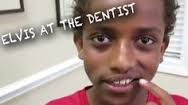 ELVIS AT THE DENTIST